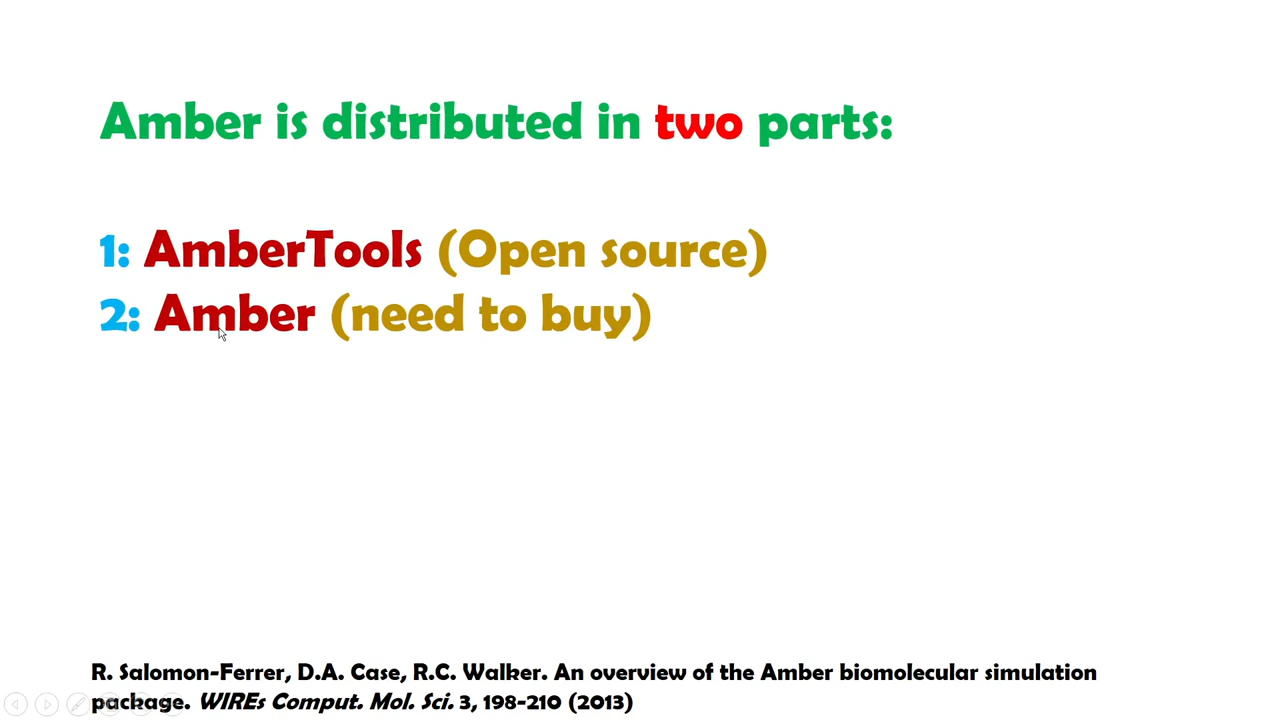 Amber is distributed in two parts:
1: AmberTools (Open source)
2: Amber (need to buy)
R. Salomon-Ferrer, D.A. Case, R.C. Walker. An overview of the Amber biomolecular simulation
package. WIREs Comput. Mol. Sci. 3, 198-210 (2013)